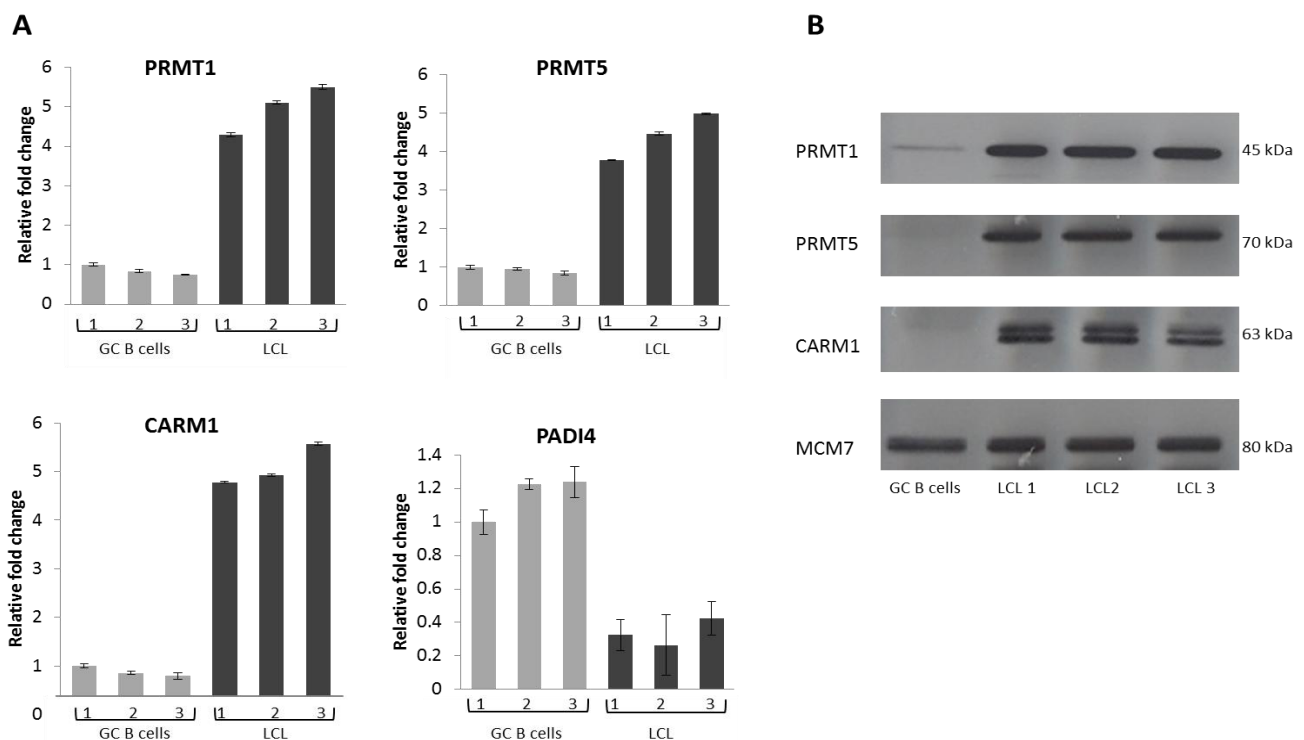 A
PRMT1
Relative fold change
6
5
4
3
2
1
0
1 2 3 1 2 3
GC B cells LCL
PRMT5
Relative fold change
6
5
4
3
2
1
0
1 2 3 1 2 3
GC B cells LCL
CARM1
Relative fold change
6
5
4
3
2
1
0
1 2 3 1 2 3
GC B cells LCL
PADI4
Relative fold change
1.4
1.2
1
0.8
0.6
0.4
0.2
0
1 2 3 1 2 3
GC B cells LCL
B
PRMT1 45 kDa
PRMT5 70 kDa
CARM1 63 kDa
MCM7 80 kDa
GC B cells LCL 1 LCL2 LCL 3